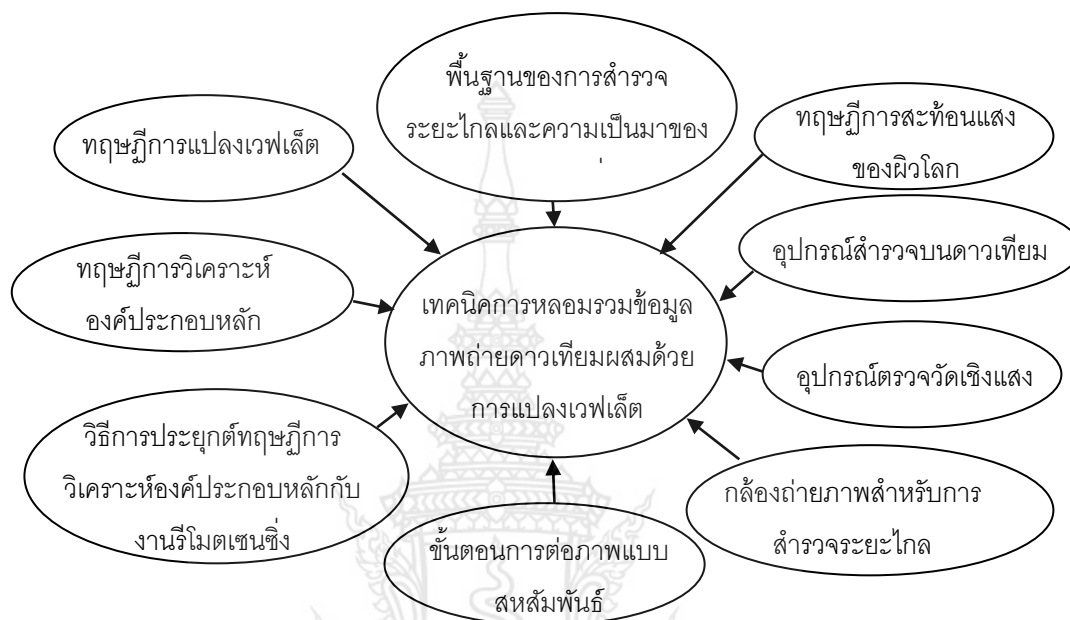 พื้นฐานของการสำรวจ
ระยะไกลและความเป็นมาของ
ทฤษฎีการแปลงเวฟเล็ต
ทฤษฎีการสะท้อนแสง
ของผิวโลก
ทฤษฎีการวิเคราะห์
องค์ประกอบหลัก
อุปกรณ์สำรวจบนดาวเทียม
เทคนิคการหลอมรวมข้อมูล
ภาพถ่ายดาวเทียมผสมด้วย
การแปลงเวฟเล็ต
อุปกรณ์ตรวจวัดเชิงแสง
วิธีการประยุกต์ทฤษฎีการ
วิเคราะห์องค์ประกอบหลักกับ
งานรีโมตเซนซิ่ง
กล้องถ่ายภาพสำหรับการ
สำรวจระยะไกล
ขั้นตอนการต่อภาพแบบ
สหสัมพันธ์